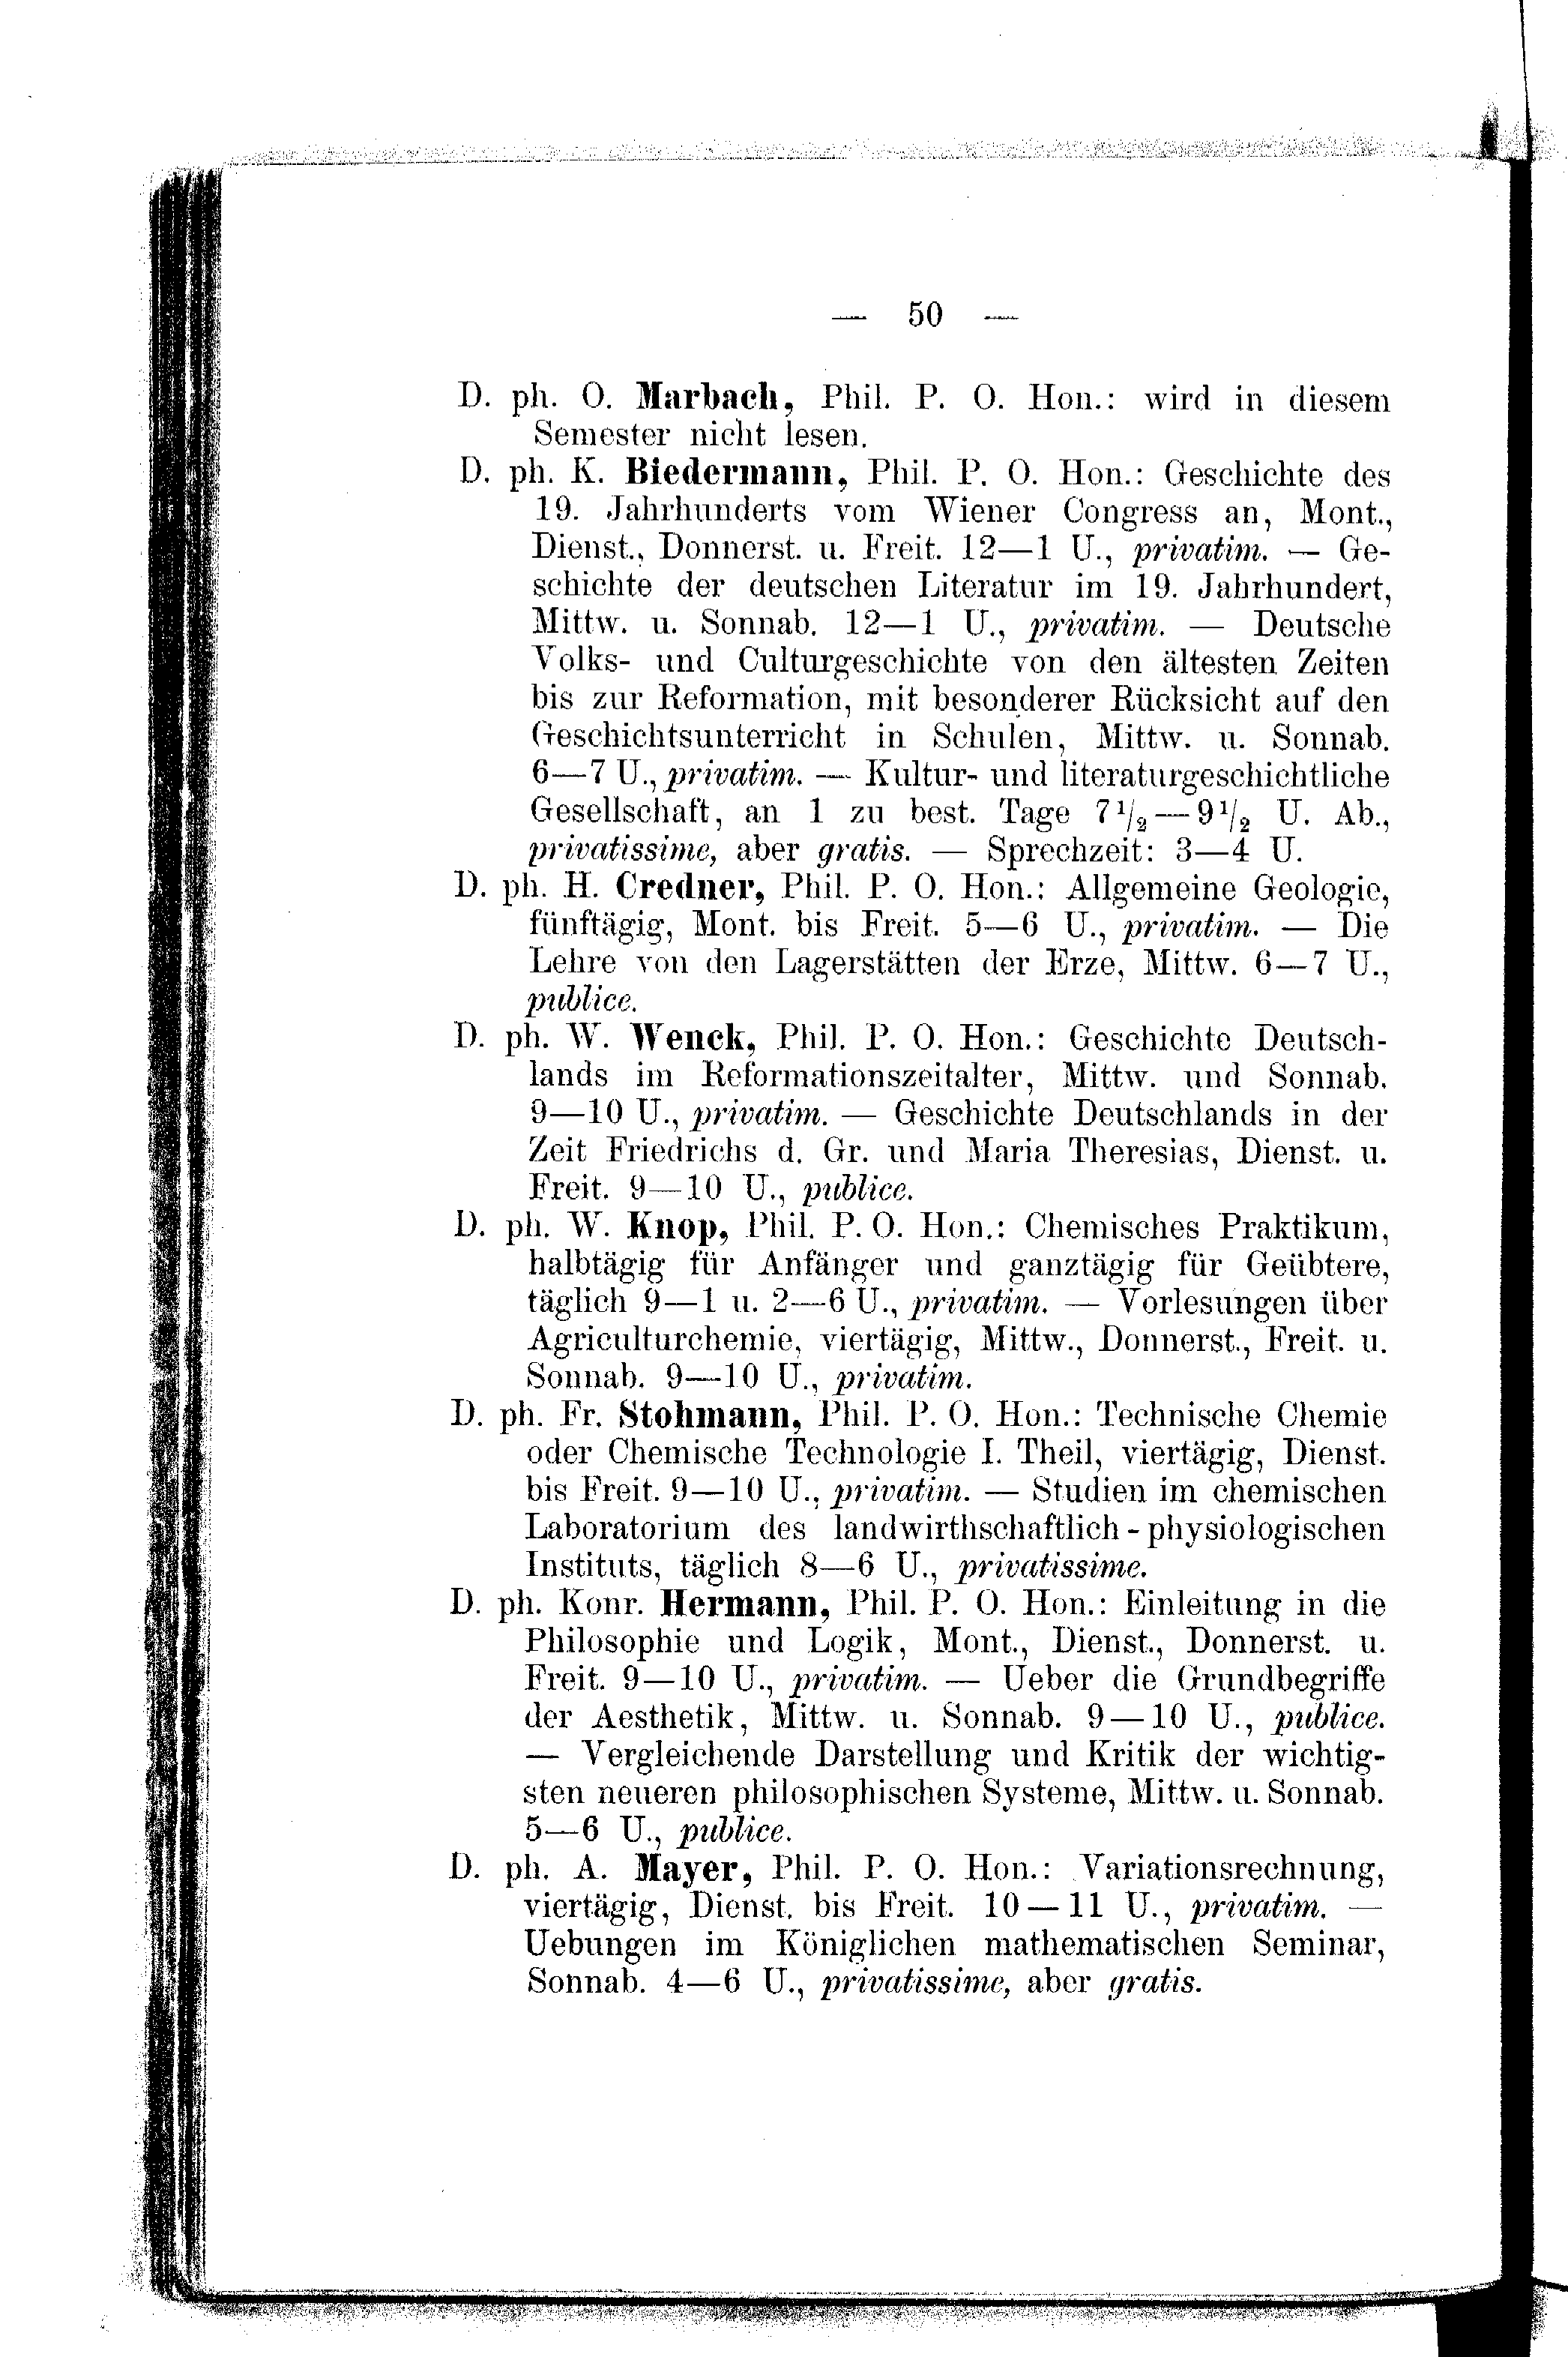 — 50 —
D. ph. O. Marbach, Phil. P. O. Hon.: wird in diesem
Semester nicht lesen.
D. ph. K. Biedermann, Phil. P. O. Hon.: Geschichte des
19. Jahrhunderts vom Wiener Congress an, Mont.,
Dienst., Donnerst. u. Freit. 12—1 U., privatim. — Ge-
schichte der deutschen Literatur im 19. Jahrhundert,
Mittw. u. Sonnab. 12—1 U., privatim. — Deutsche
Volks- und Culturgeschichte von den ältesten Zeiten
bis zur Reformation, mit besonderer Rücksicht auf den
Geschichtsunterricht in Schulen, Mittw. u. Sonnab.
6—7 U., privatim. — Kultur- und literaturgeschichtliche
Gesellschaft, an 1 zu best. Tage 7 1/2—9 1/2 U. Ab.,
privatissime, aber gratis. — Sprechzeit: 3—4 U.
D. ph. H. Credner, Phil. P. O. Hon.: Allgemeine Geologie,
fünftägig, Mont. bis Freit. 5—6 U., privatim. — Die
Lehre von den Lagerstätten der Erze, Mittw. 6—7 U.,
publice.
D. ph. W. Wenck, Phil. P. O. Hon.: Geschichte Deutsch-
lands im Reformationszeitalter, Mittw. und Sonnab.
9—10 U., privatim. — Geschichte Deutschlands in der
Zeit Friedrichs d. Gr. und Maria Theresias, Dienst. u.
Freit. 9—10 U., publice.
D. ph. W. Knop, Phil. P. O. Hon.: Chemisches Praktikum,
halbtägig für Anfänger und ganztägig für Geübtere,
täglich 9—1 u. 2—6 U., privatim. — Vorlesungen über
Agriculturchemie, viertägig, Mittw., Donnerst., Freit. u.
Sonnab. 9—10 U., privatim.
D. ph. Fr. Stohmann, Phil. P. O. Hon.: Technische Chemie
oder Chemische Technologie I. Theil, viertägig, Dienst.
bis Freit. 9—10 U., privatim. — Studien im chemischen
Laboratorium des landwirthschaftlich-physiologischen
Instituts, täglich 8—6 U., privatissime.
D. ph. Konr. Hermann, Phil. P. O. Hon.: Einleitung in die
Philosophie und Logik, Mont., Dienst., Donnerst. u.
Freit. 9—10 U., privatim. — Ueber die Grundbegriffe
der Aesthetik, Mittw. u. Sonnab. 9—10 U., publice.
— Vergleichende Darstellung und Kritik der wichtig-
sten neueren philosophischen Systeme, Mittw. u. Sonnab.
5—6 U., publice.
D. ph. A. Mayer, Phil. P. O. Hon.: Variationsrechnung,
viertägig, Dienst. bis Freit. 10—11 U., privatim. —
Uebungen im Königlichen mathematischen Seminar,
Sonnab. 4—6 U., privatissime, aber gratis.